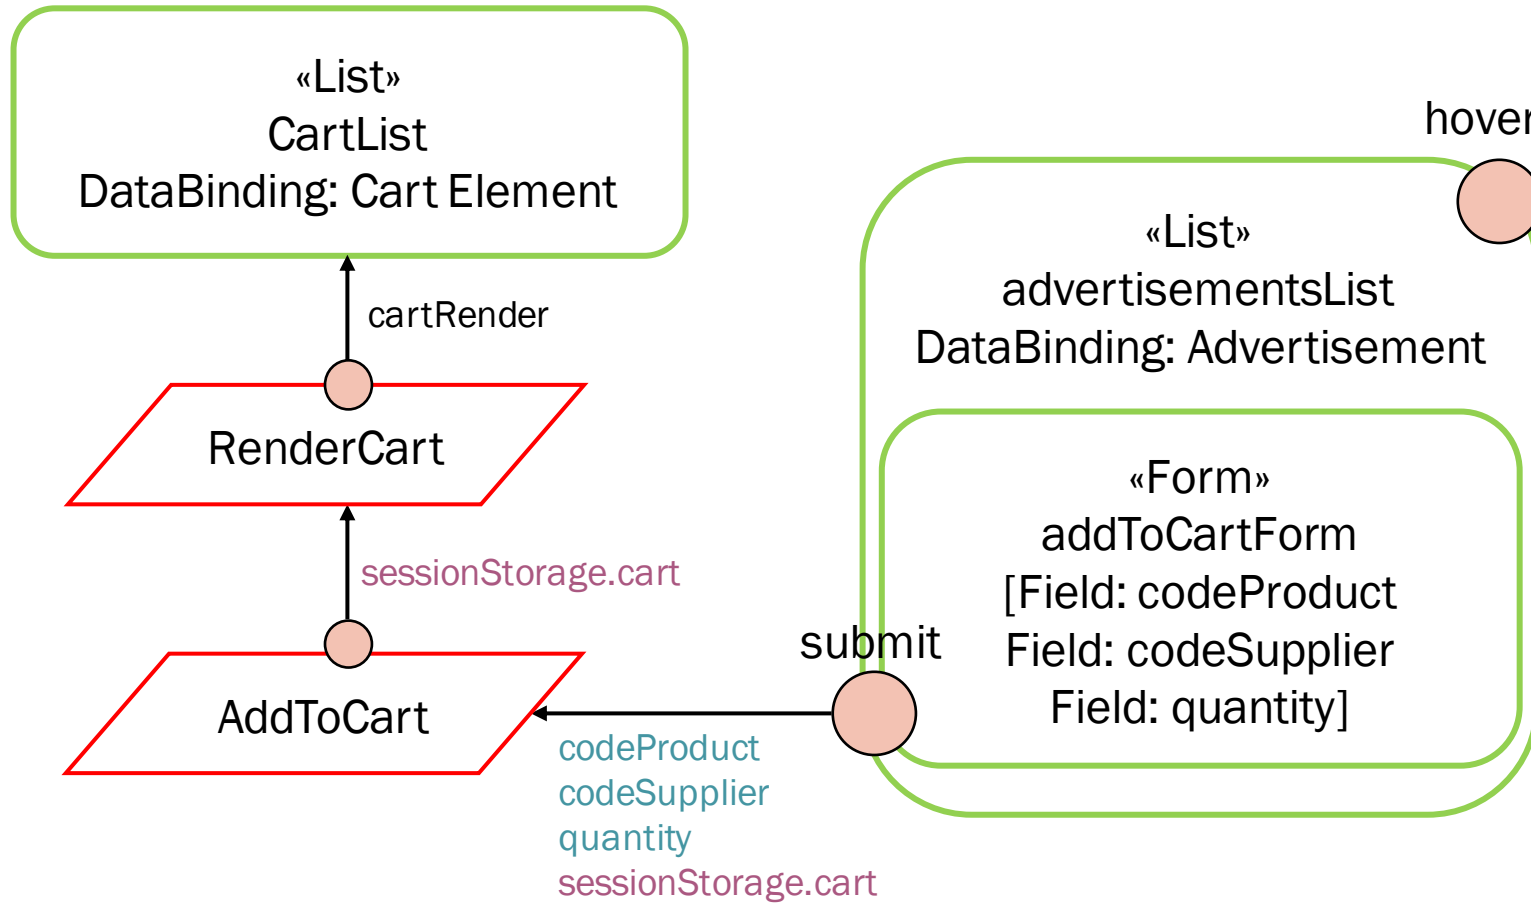 «List»
CartList
DataBinding: Cart Element
cartRender
RenderCart
sessionStorage.cart
AddToCart
hover
«List»
advertisementsList
DataBinding: Advertisement
«Form»
addToCartForm
[Field: codeProduct
Field: codeSupplier
Field: quantity]
submit
codeProduct
codeSupplier
quantity
sessionStorage.cart